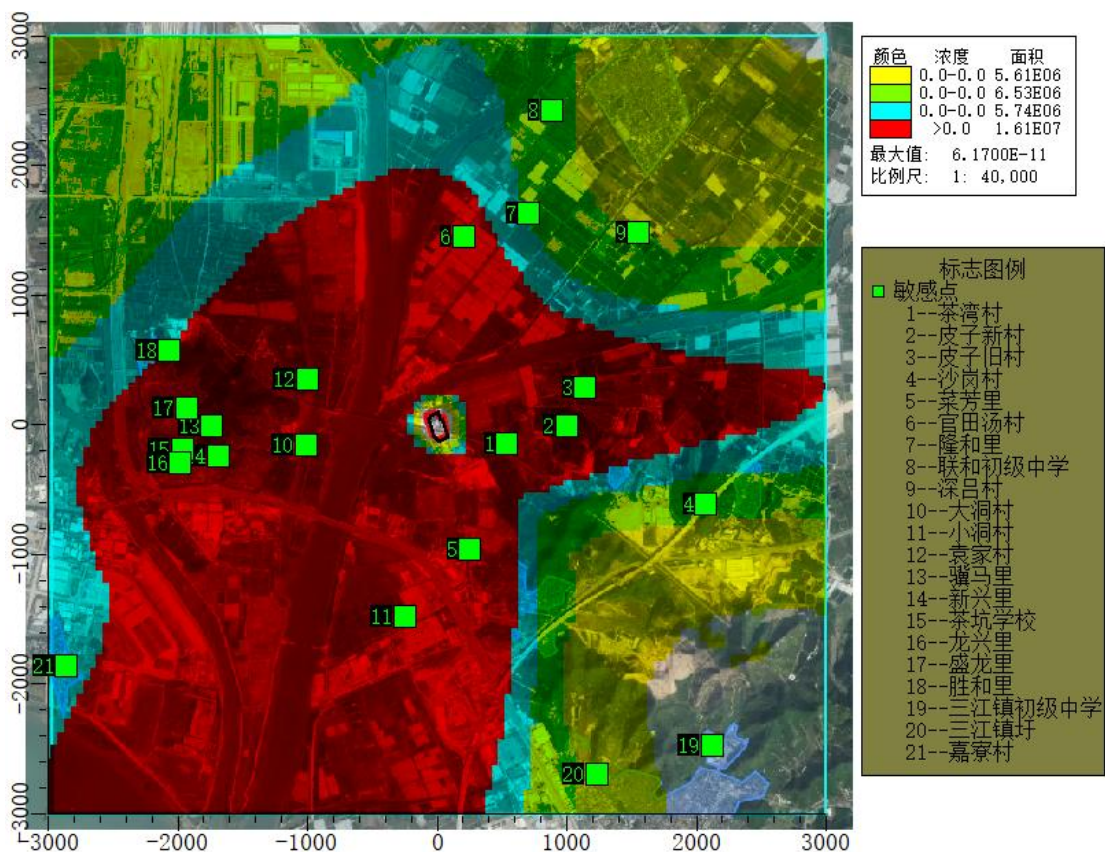 颜色 浓度 面积
0.0-0.0 5.61E06
0.0-0.0 6.53E06
0.0-0.0 5.74E06
>0.0 1.61E07
最大值: 6.1700E-11
比例尺: 1: 40,000
标志图例
敏感点
1--茶湾村
2--皮子新村
3--皮子旧村
4--沙岗村
5--菜芳里
6--官田汤村
7--隆和里
8--联和初级中学
9--深吕村
10--大洞村
11--小洞村
12--袁家村
13--骥马里
14--新兴里
15--茶坑学校
16--龙兴里
17--盛龙里
18--胜和里
19--三江镇初级中学
20--三江镇圩
21--嘉寮村
3000
2000
1000
0
-1000
-2000
-3000
-3000 -2000 -1000 0 1000 2000 3000
8
7
6
9
18
12
3
17
13
2
1
10
15
14
16
4
5
11
21
19
20